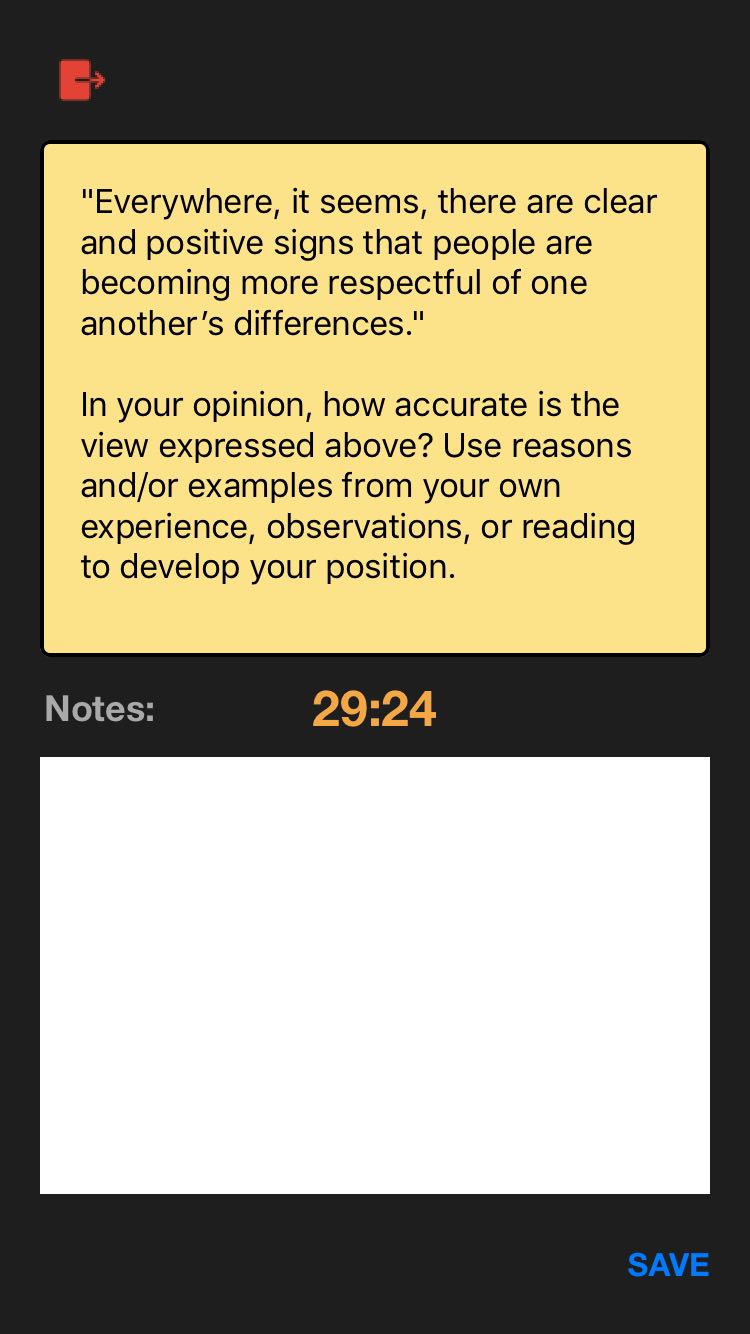 "Everywhere, it seems, there are clear
and positive signs that people are
becoming more respectful of one
another’s differences."
In your opinion, how accurate is the
view expressed above? Use reasons
and/or examples from your own
experience, observations, or reading
to develop your position.
Notes:
29:24
SAVE